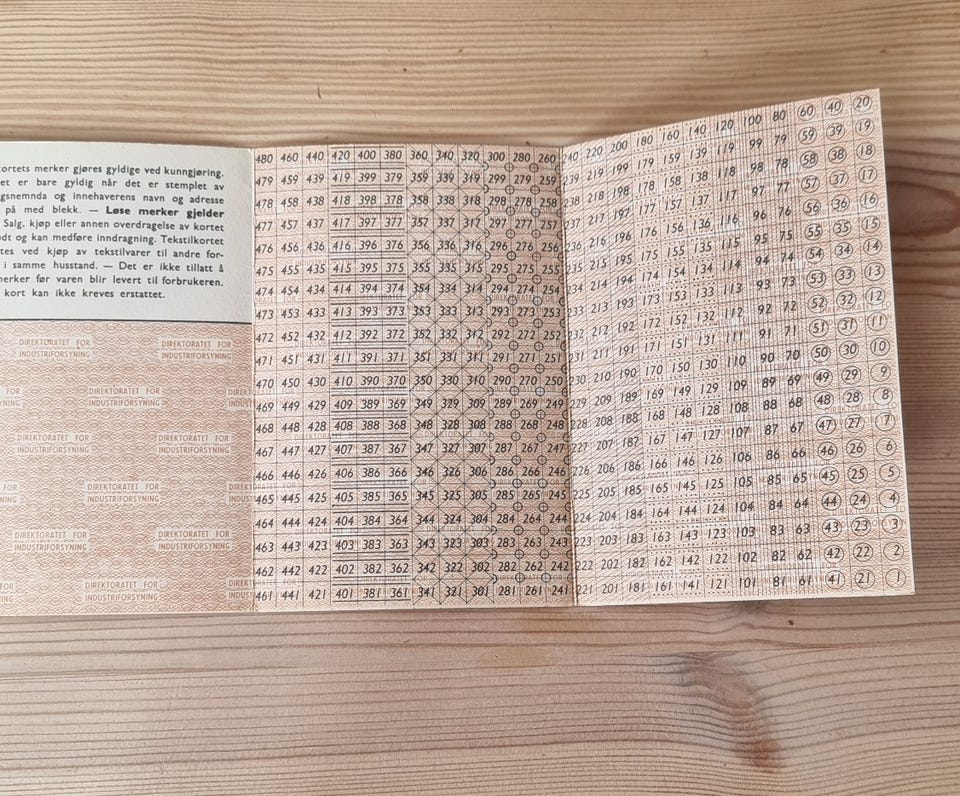 ortets merker gjøres gyldige ved kunngjøring.
et er bare gyldig når det er stemplet av
gsnemnda og innehaverens navn og adresse
på med blekk. — Løse merker gjelder
Salg, kjøp eller annen overdragelse av kortet
dt og kan medføre inndragning. Tekstilkortet
tes ved kjøp av tekstilvarer til andre for-
i samme husstand. — Det er ikke tillatt å
merker før varen blir levert til forbrukeren.
kort kan ikke kreves erstattet.
DIREKTORATET FOR DIREKTORATET FOR
INDUSTRIFORSYNING INDUSTRIFORSYNING
DIREKTORATET FOR
INDUSTRIFORSYNING
DIREKTORATET FOR DIREKTORATET FOR
INDUSTRIFORSYNING INDUSTRIFORSYNING
DIREKTORATET FOR
INDUSTRIFORSYNING
DIREKTORATET FOR DIREKTORATET FOR
INDUSTRIFORSYNING INDUSTRIFORSYNING
DIREKTORATET FOR
INDUSTRIFORSYNING
480 460 440 420 400 380 360 340 320 300 280 260
479 459 439 419 399 379 359 339 319 299 279 259
478 458 438 418 398 378 358 338 318 298 278 258
477 457 437 417 397 377 357 337 317 297 277 257
476 456 436 416 396 376 356 336 316 296 276 256
475 455 435 415 395 375 355 335 315 295 275 255
474 454 434 414 394 374 354 334 314 294 274 254
473 453 433 413 393 373 353 333 313 293 273 253
472 452 432 412 392 372 352 332 312 292 272 252
471 451 431 411 391 371 351 331 311 291 271 251
470 450 430 410 390 370 350 330 310 290 270 250
469 449 429 409 389 369 349 329 309 289 269 249
468 448 428 408 388 368 348 328 308 288 268 248
467 447 427 407 387 367 347 327 307 287 267 247
466 446 426 406 386 366 346 326 306 286 266 246
465 445 425 405 385 365 345 325 305 285 265 245
464 444 424 404 384 364 344 324 304 284 264 244
463 443 423 403 383 363 343 323 303 283 263 243
462 442 422 402 382 362 342 322 302 282 262 242
461 441 421 401 381 361 341 321 301 281 261 241
240 220 200 180 160 140 120 100 80 60 40 20
239 219 199 179 159 139 119 99 79 59 39 19
238 218 198 178 158 138 118 98 78 58 38 18
237 217 197 177 157 137 117 97 77 57 37 17
236 216 196 176 156 136 116 96 76 56 36 16
235 215 195 175 155 135 115 95 75 55 35 15
234 214 194 174 154 134 114 94 74 54 34 14
233 213 193 173 153 133 113 93 73 53 33 13
232 212 192 172 152 132 112 92 72 52 32 12
231 211 191 171 151 131 111 91 71 51 31 11
230 210 190 170 150 130 110 90 70 50 30 10
229 209 189 169 149 129 109 89 69 49 29 9
228 208 188 168 148 128 108 88 68 48 28 8
227 207 187 167 147 127 107 87 67 47 27 7
226 206 186 166 146 126 106 86 66 46 26 6
225 205 185 165 145 125 105 85 65 45 25 5
224 204 184 164 144 124 104 84 64 44 24 4
223 203 183 163 143 123 103 83 63 43 23 3
222 202 182 162 142 122 102 82 62 42 22 2
221 201 181 161 141 121 101 81 61 41 21 1